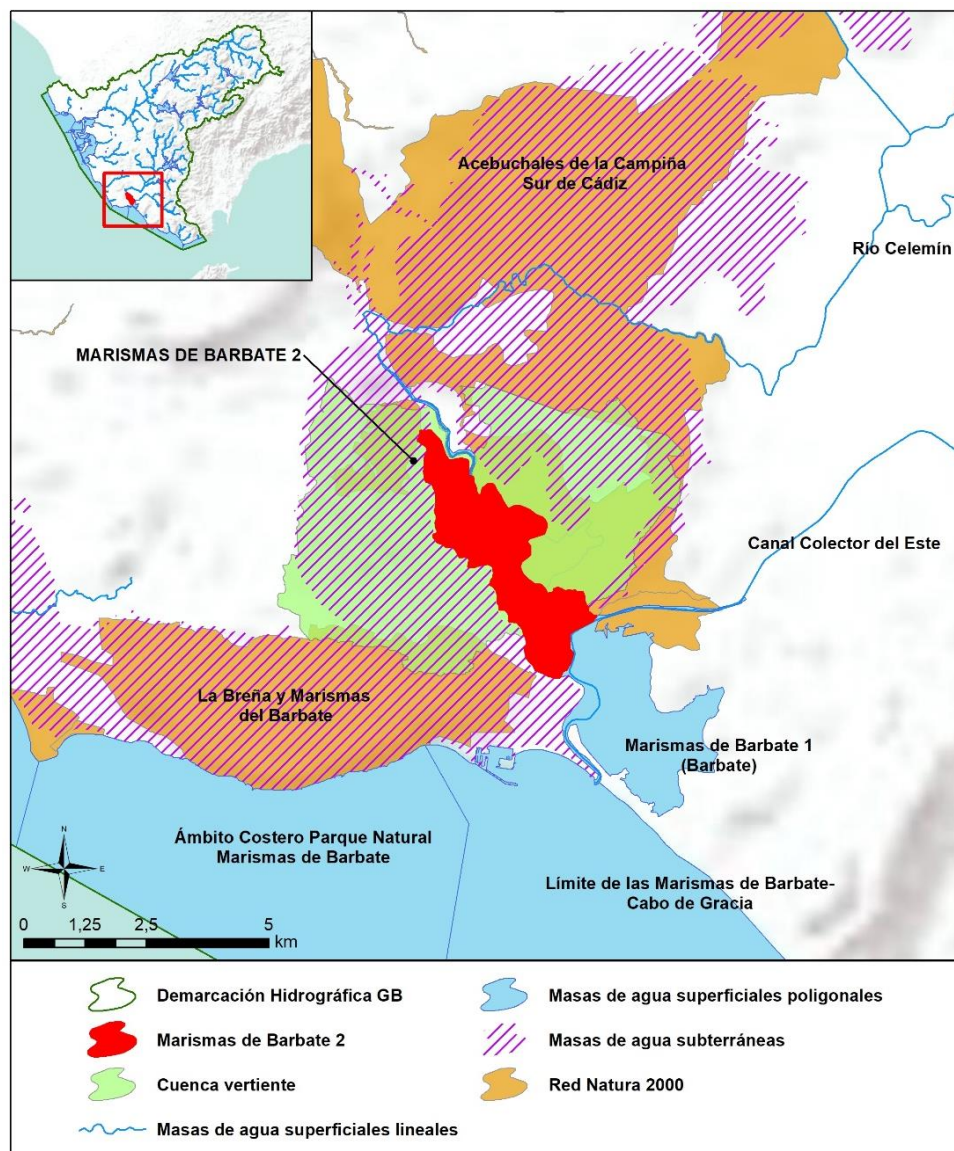 Acebuchales de la Campiña
Sur de Cádiz
Río Celemín
MARISMAS DE BARBATE 2
Canal Colector del Este
La Breña y Marismas
del Barbate
Marismas de Barbate 1
(Barbate)
Ámbito Costero Parque Natural
Marismas de Barbate
Límite de las Marismas de Barbate-
Cabo de Gracia
N
W E
S
0 1,25 2,5 5
km
Demarcación Hidrográfica GB
Masas de agua superficiales poligonales
Marismas de Barbate 2
Masas de agua subterráneas
Cuenca vertiente
Red Natura 2000
Masas de agua superficiales lineales